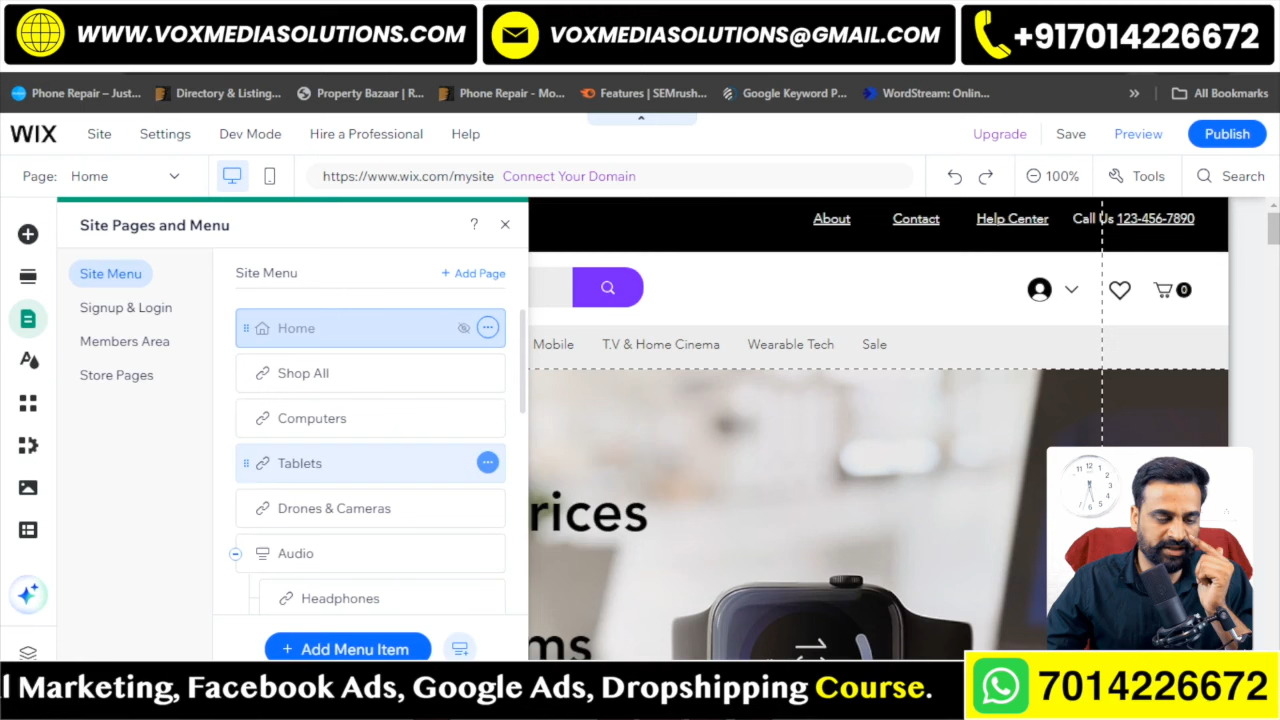 WWW.VOXMEDIASOLUTIONS.COM
VOXMEDIASOLUTIONS@GMAIL.COM
+917014226672
Phone Repair – Just...
Directory & Listing...
Property Bazaar | R...
Phone Repair - Mo...
Features | SEMrush...
Google Keyword P...
WordStream: Onlin...
All Bookmarks
WIX
Site
Settings
Dev Mode
Hire a Professional
Help
Upgrade
Save
Preview
Publish
Page: Home
https://www.wix.com/mysite Connect Your Domain
100%
Tools
Search
Site Pages and Menu
?
About
Contact
Help Center
Call Us 123-456-7890
Site Menu
Signup & Login
Members Area
Store Pages
Site Menu
+ Add Page
Home
Shop All
Computers
Tablets
Drones & Cameras
Audio
Headphones
+ Add Menu Item
0
Mobile
T.V & Home Cinema
Wearable Tech
Sale
rices
ms
l Marketing, Facebook Ads, Google Ads, Dropshipping Course.
7014226672